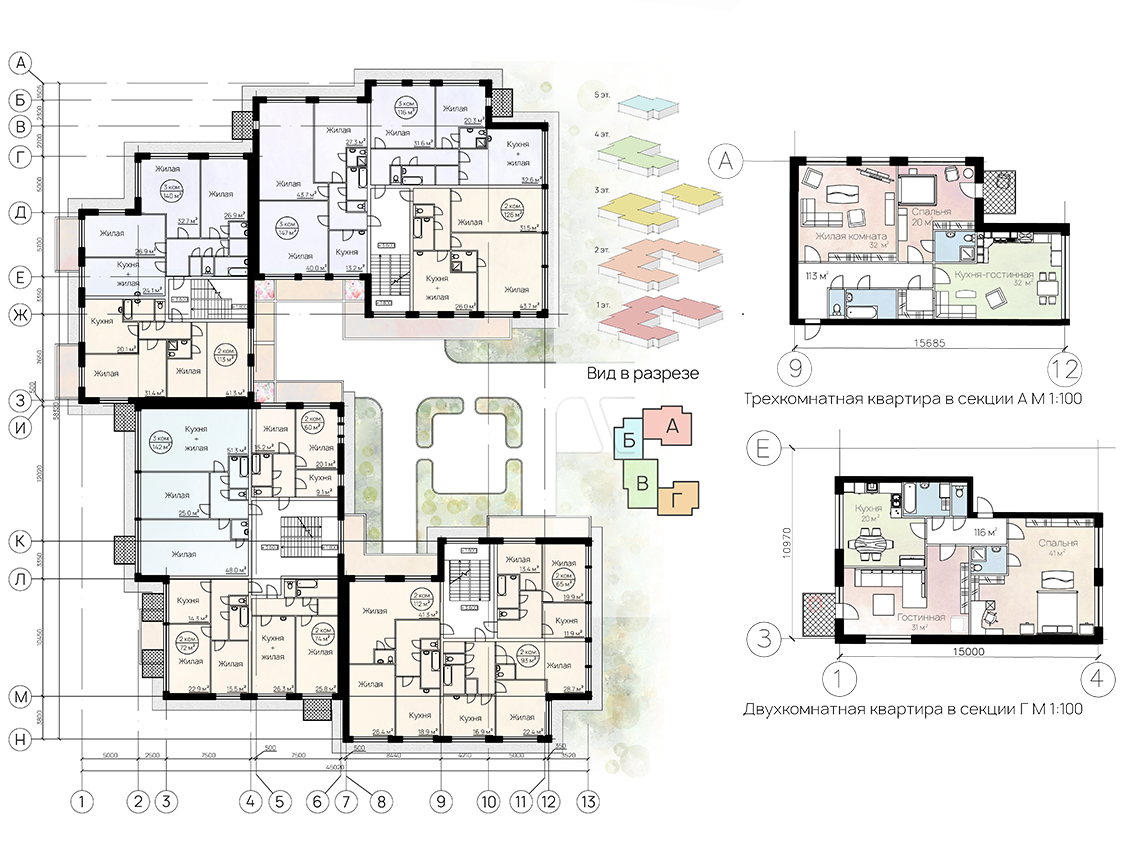 А
Б
В
Г
Д
Е
Ж
З
И
К
Л
М
Н
1505
2300
2700
5000
5700
3350
2650
500
58320
12020
3350
10450
3800
3 ком.
116 м²
Жилая
20.3 м²
Жилая
27.3 м²
Жилая
31.6 м²
Кухня
+
жилая
32.6 м²
Жилая
43.7 м²
Жилая
3 ком.
140 м²
32.7 м²
Жилая
26.9 м²
Жилая
26.9 м²
3 ком.
147 м²
Жилая
40.0 м²
Кухня
13.2 м²
2 ком.
126 м²
31.5 м²
Кухня
+
жилая
24.1 м²
Кухня
+
жилая
26.0 м²
Жилая
43.7 м²
Кухня
20.1 м²
2 ком.
113 м²
Жилая
31.4 м²
Жилая
41.3 м²
3 ком.
142 м²
Кухня
+
жилая
51.3 м²
15.2 м²
Жилая
2 ком.
60 м²
Жилая
20.1 м²
Кухня
9.1 м²
Жилая
25.0 м²
Жилая
48.0 м²
Кухня
14.3 м²
2 ком.
72 м²
22.9 м²
Жилая
15.5 м²
Кухня
+
жилая
26.3 м²
2 ком.
74 м²
Жилая
25.8 м²
Жилая
2 ком.
112 м²
41.3 м²
Жилая
26.4 м²
Кухня
18.9 м²
Жилая
13.4 м²
2 ком.
65 м²
19.9 м²
Кухня
11.9 м²
2 ком.
93 м²
Жилая
28.7 м²
Кухня
16.9 м²
Жилая
22.4 м²
5000
2500
7500
500
7500
500
8440
4210
5000
350
3520
45020
1
2
3
4
5
6
7
8
9
10
11
12
13
5 эт.
4 эт.
3 эт.
2 эт.
1 эт.
Вид в разрезе
А
Б
В
Г
А
Жилая комната
32 м²
Спальня
20 м²
113 м²
Кухня-гостинная
32 м²
15685
9
12
Трехкомнатная квартира в секции А М 1:100
Е
10970
З
Кухня
20 м²
116 м²
Спальня
41 м²
Гостинная
31 м²
15000
1
4
Двухкомнатная квартира в секции Г М 1:100